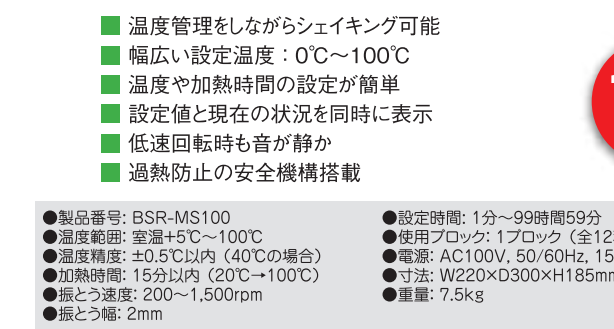 ■ 温度管理をしながらシェイキング可能
■ 幅広い設定温度：0℃～100℃
■ 温度や加熱時間の設定が簡単
■ 設定値と現在の状況を同時に表示
■ 低速回転時も音が静か
■ 過熱防止の安全機構搭載
●製品番号: BSR-MS100
●温度範囲: 室温+5℃～100℃
●温度精度: ±0.5℃以内（40℃の場合）
●加熱時間: 15分以内（20℃→100℃）
●振とう速度: 200～1,500rpm
●振とう幅: 2mm
●設定時間: 1分～99時間59分
●使用ブロック: 1ブロック（全12
●電源: AC100V, 50/60Hz, 15
●寸法: W220×D300×H185mm
●重量: 7.5kg